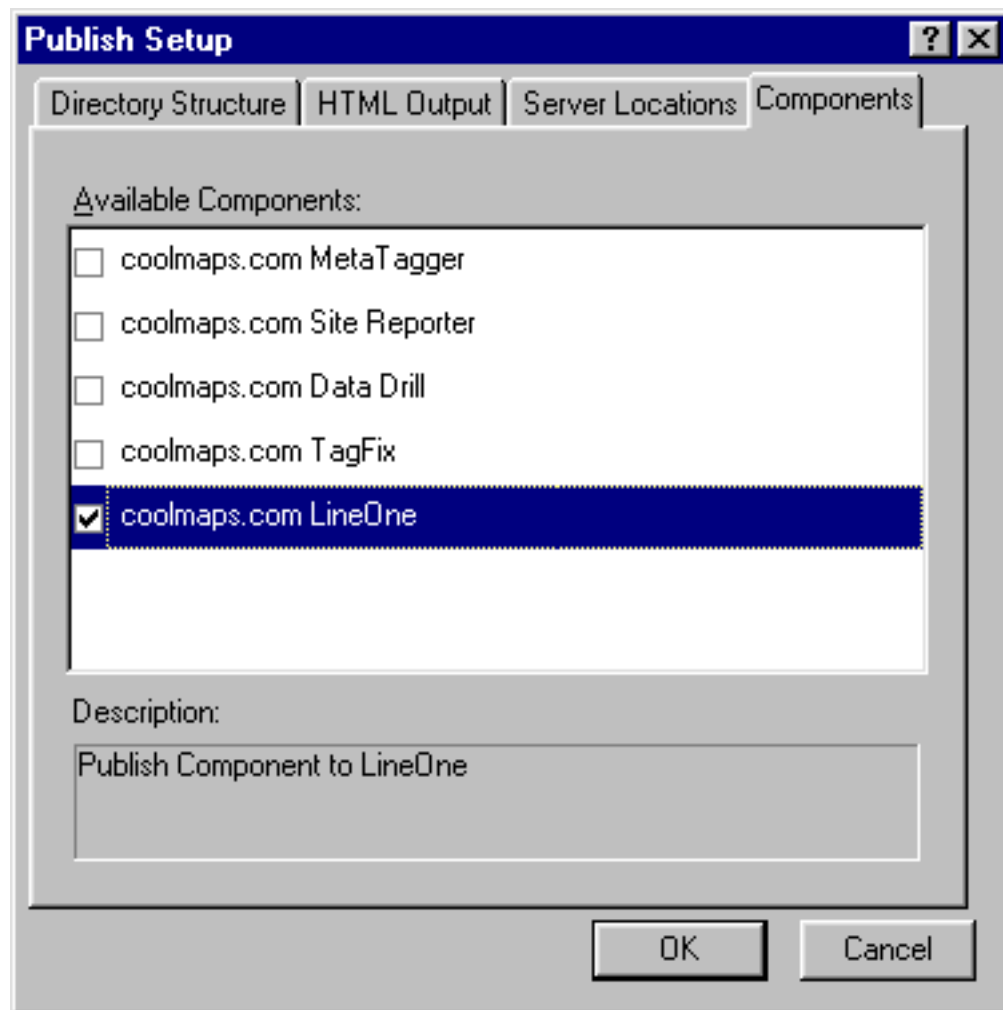 Publish Setup
Directory Structure HTML Output Server Locations Components
Available Components:
coolmaps.com MetaTagger
coolmaps.com Site Reporter
coolmaps.com Data Drill
coolmaps.com TagFix
coolmaps.com LineOne
Description:
Publish Component to LineOne
OK Cancel